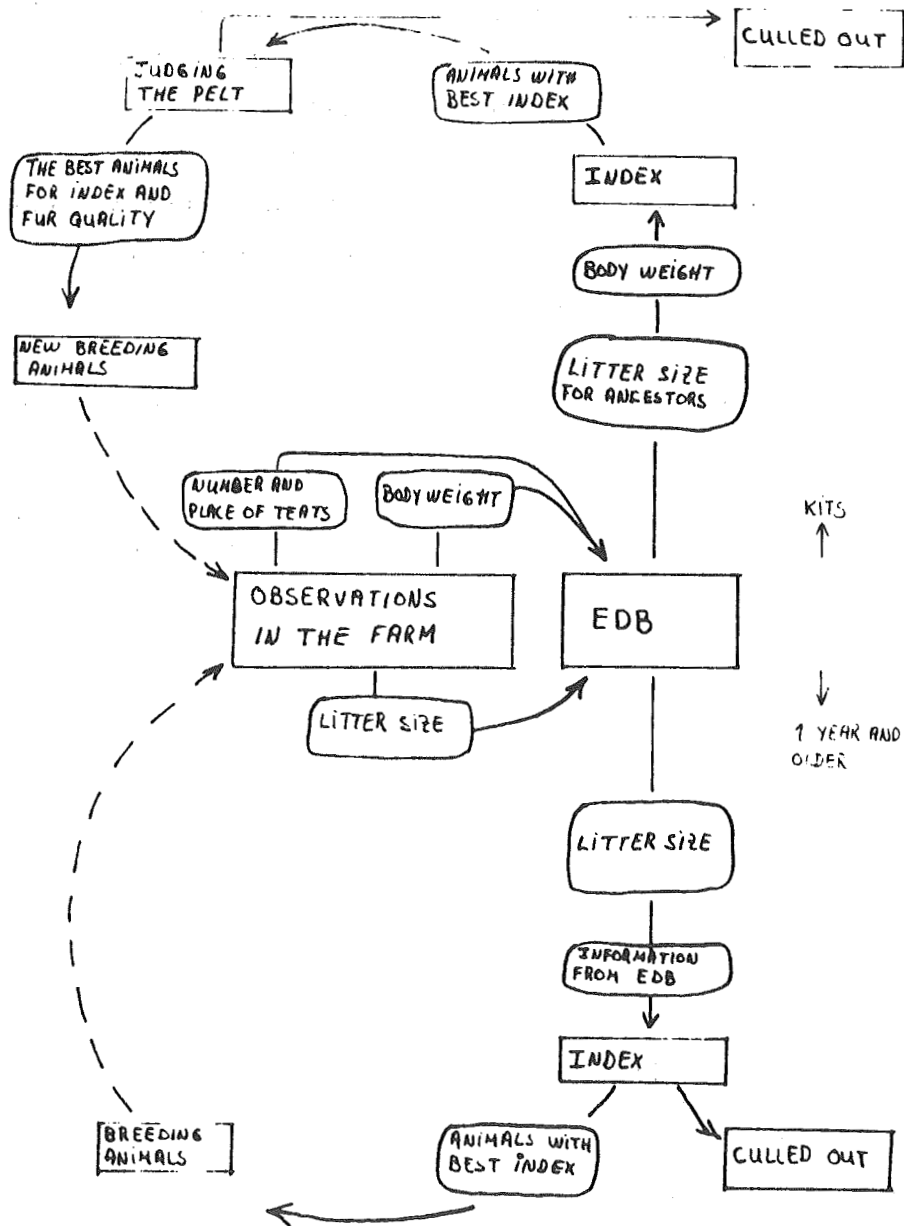 CULLED OUT
JUDGING
THE PELT
ANIMALS WITH
BEST INDEX
THE BEST ANIMALS
FOR INDEX AND
FUR QUALITY
INDEX
BODY WEIGHT
NEW BREEDING
ANIMALS
LITTER SIZE
FOR ANCESTORS
NUMBER AND
PLACE OF TEATS
BODY WEIGHT
KITS
OBSERVATIONS
IN THE FARM
EDB
LITTER SIZE
1 YEAR AND
OLDER
LITTER SIZE
INFORMATION
FROM EDB
INDEX
BREEDING
ANIMALS
ANIMALS WITH
BEST INDEX
CULLED OUT